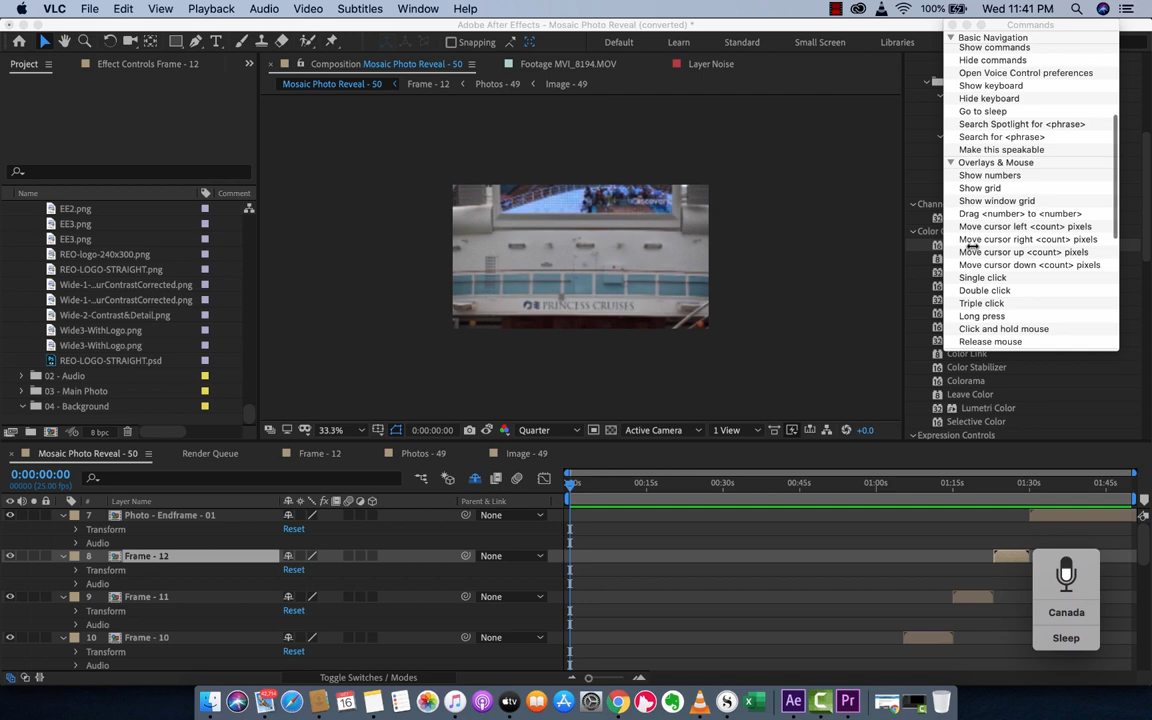 VLC File Edit View Playback Audio Video Subtitles Window Help 100% Wed 11:41 PM
Adobe After Effects - Mosaic Photo Reveal (converted) *
Commands
Snapping Default Learn Standard Small Screen Libraries
Project Effect Controls Frame - 12
Composition Mosaic Photo Reveal - 50 Footage MVI_8194.MOV Layer Noise
Mosaic Photo Reveal - 50 Frame - 12 Photos - 49 Image - 49
Name Comment
EE2.png
EE3.png
EE3.png
REO-logo-240x300.png
REO-LOGO-STRAIGHT.png
Wide-1-...urContrastCorrected.png
Wide-1-...urContrastCorrected.png
Wide-2-Contrast&Detail.png
Wide3-WithLogo.png
Wide3-WithLogo.png
REO-LOGO-STRAIGHT.psd
02 - Audio
03 - Main Photo
04 - Background
8 bpc
PRINCESS CRUISES
33.3% 0:00:00:00 Quarter Active Camera 1 View +0.0
Basic Navigation
Show commands
Hide commands
Open Voice Control preferences
Show keyboard
Hide keyboard
Go to sleep
Search Spotlight for <phrase>
Search for <phrase>
Make this speakable
Overlays & Mouse
Show numbers
Show grid
Show window grid
Drag <number> to <number>
Move cursor left <count> pixels
Move cursor right <count> pixels
Move cursor up <count> pixels
Move cursor down <count> pixels
Single click
Double click
Triple click
Long press
Click and hold mouse
Release mouse
Color Link
Color Stabilizer
Colorama
Leave Color
Lumetri Color
Selective Color
Expression Controls
Mosaic Photo Reveal - 50 Render Queue Frame - 12 Photos - 49 Image - 49
0:00:00:00
00000 (25.00 fps)
00:15s 00:30s 00:45s 01:00s 01:15s 01:30s 01:45s
# Layer Name Parent & Link
7 Photo - Endframe - 01 None
Transform Reset
Audio
8 Frame - 12 None
Transform Reset
Audio
9 Frame - 11 None
Transform Reset
Audio
10 Frame - 10 None
Transform Reset
Audio
Toggle Switches / Modes
Canada
Sleep
16
Ae Pr